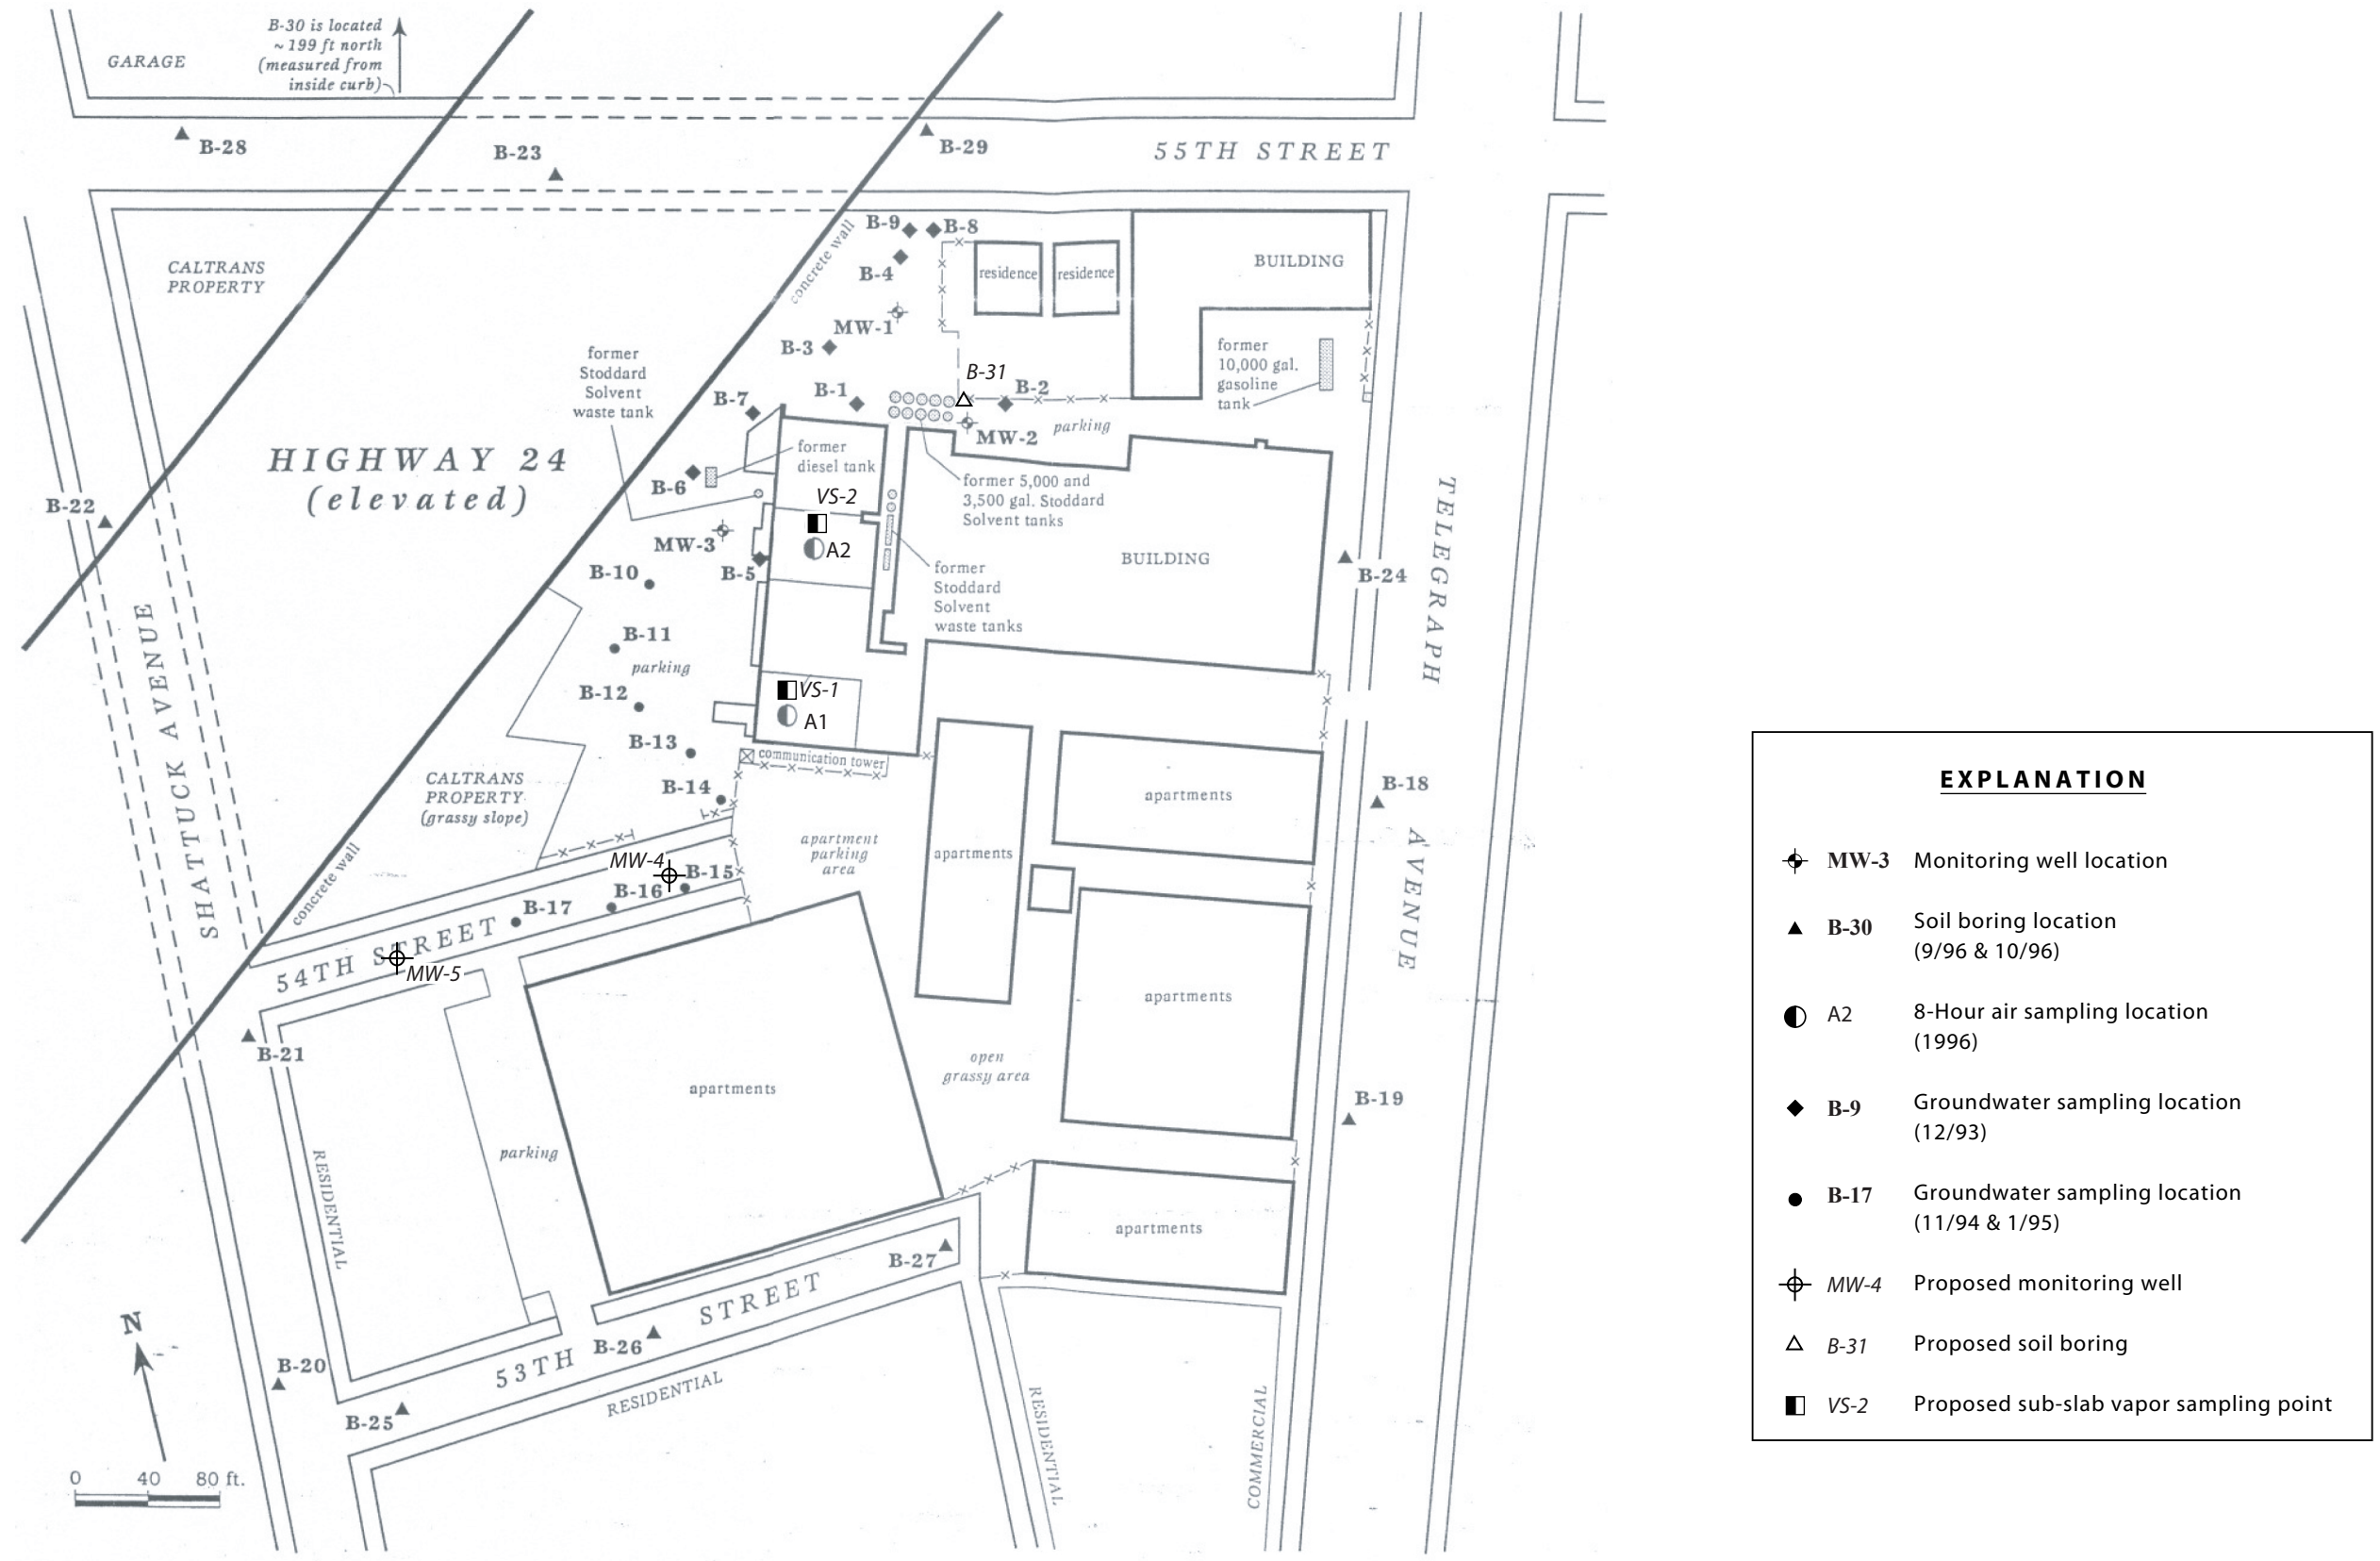 B-30 is located
~ 199 ft north
(measured from
inside curb)
GARAGE
B-28
B-23
B-29
55TH STREET
CALTRANS
PROPERTY
concrete wall
B-9
B-8
B-4
MW-1
B-3
residence
residence
BUILDING
former
10,000 gal.
gasoline
tank
former
Stoddard
Solvent
waste tank
B-7
B-1
B-31
B-2
MW-2
parking
HIGHWAY 24
(elevated)
former
diesel tank
B-6
VS-2
former 5,000 and
3,500 gal. Stoddard
Solvent tanks
B-22
MW-3
A2
B-5
B-10
BUILDING
former
Stoddard
Solvent
waste tanks
B-24
TELEGRAPH
AVENUE
SHATTUCK AVENUE
B-11
parking
B-12
VS-1
A1
B-13
communication tower
B-14
CALTRANS
PROPERTY
(grassy slope)
apartment
parking
area
apartments
apartments
B-18
concrete wall
MW-4
B-15
B-16
B-17
54TH STREET
MW-5
apartments
B-21
open
grassy area
apartments
B-19
parking
RESIDENTIAL
apartments
B-27
53TH STREET
B-26
B-20
B-25
RESIDENTIAL
RESIDENTIAL
COMMERCIAL
N
0 40 80 ft.
EXPLANATION
MW-3 Monitoring well location
B-30 Soil boring location
(9/96 & 10/96)
A2 8-Hour air sampling location
(1996)
B-9 Groundwater sampling location
(12/93)
B-17 Groundwater sampling location
(11/94 & 1/95)
MW-4 Proposed monitoring well
B-31 Proposed soil boring
VS-2 Proposed sub-slab vapor sampling point